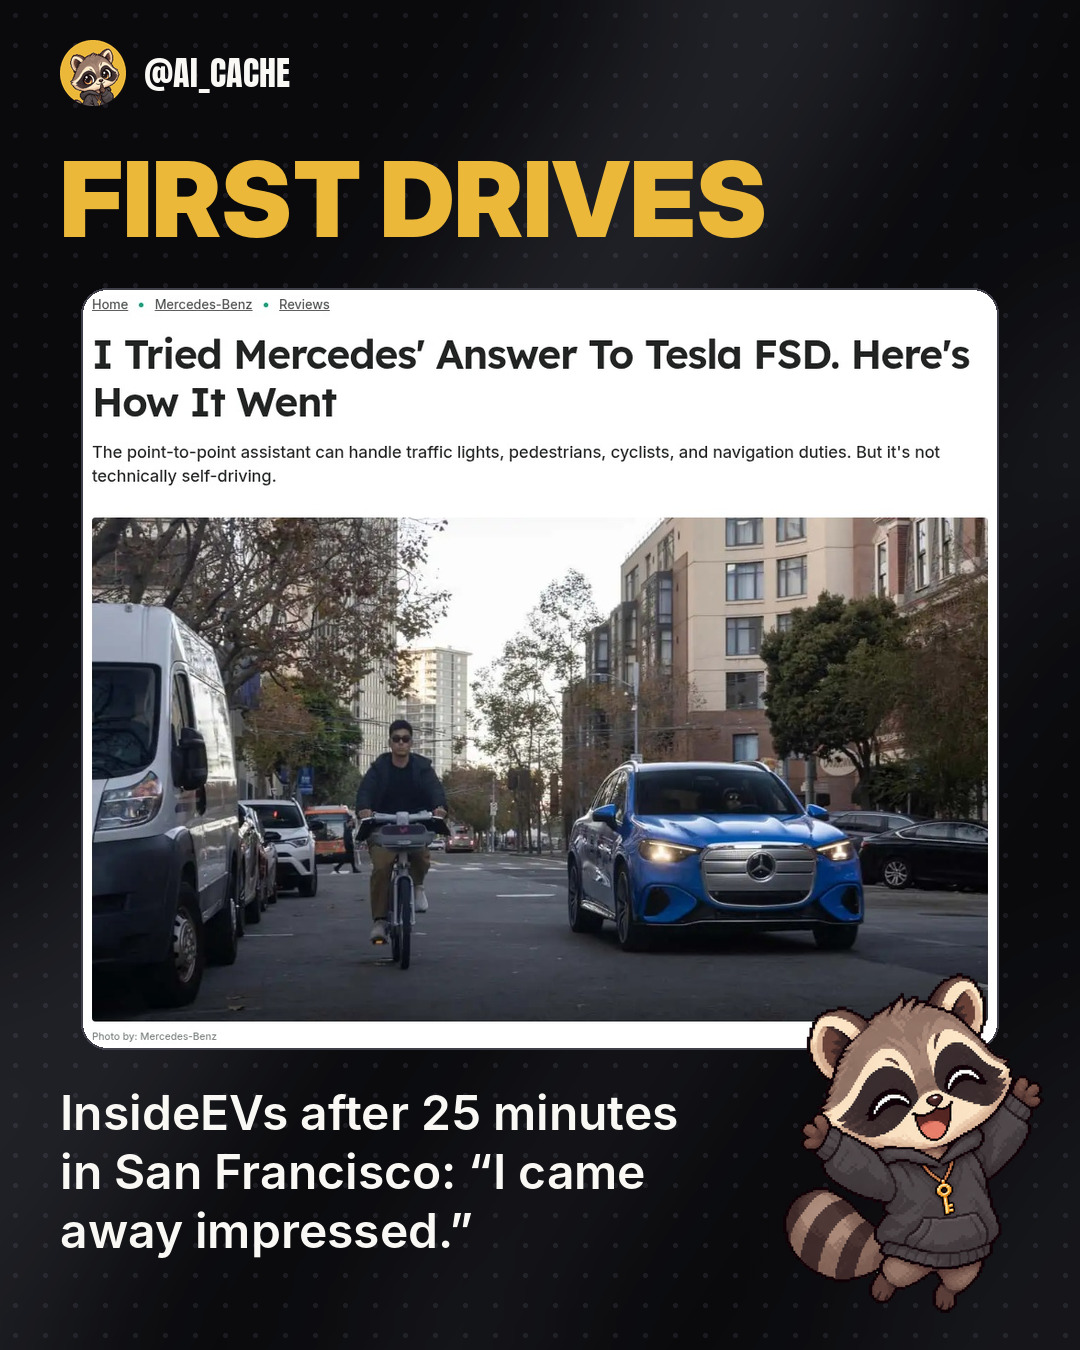 @AI_CACHE
FIRST DRIVES
Home • Mercedes-Benz • Reviews
I Tried Mercedes' Answer To Tesla FSD. Here's
How It Went
The point-to-point assistant can handle traffic lights, pedestrians, cyclists, and navigation duties. But it's not
technically self-driving.
Photo by: Mercedes-Benz
InsideEVs after 25 minutes
in San Francisco: “I came
away impressed.”